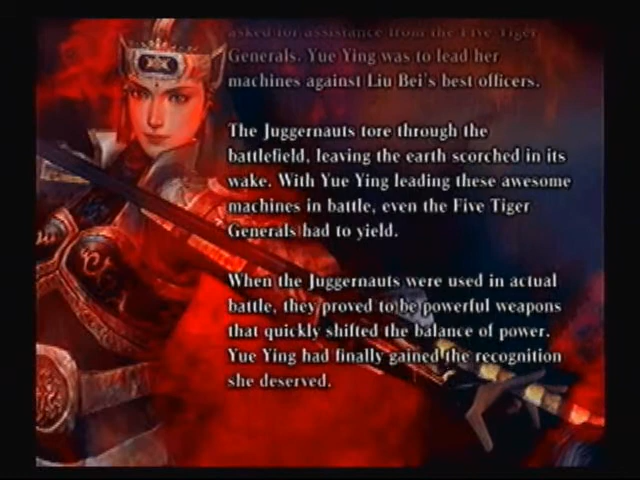 asked for assistance from the Five Tiger
Generals. Yue Ying was to lead her
machines against Liu Bei's best officers.
The Juggernauts tore through the
battlefield, leaving the earth scorched in its
wake. With Yue Ying leading these awesome
machines in battle, even the Five Tiger
Generals had to yield.
When the Juggernauts were used in actual
battle, they proved to be powerful weapons
that quickly shifted the balance of power.
Yue Ying had finally gained the recognition
she deserved.